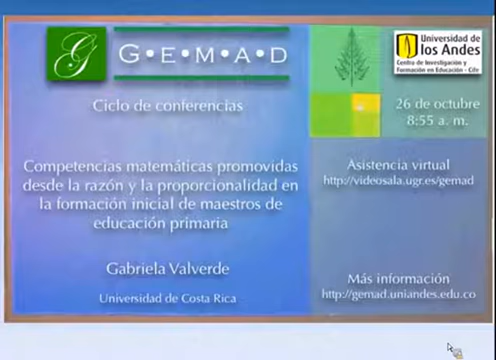 G
G•E•M•A•D
Universidad de
los Andes
Centro de Investigación y
Formación en Educación - Cife
Ciclo de conferencias
26 de octubre
8:55 a. m.
Competencias matemáticas promovidas
desde la razón y la proporcionalidad en
la formación inicial de maestros de
educación primaria
Asistencia virtual
http://videosala.ugr.es/gemad
Gabriela Valverde
Universidad de Costa Rica
Más información
http://gemad.uniandes.edu.co